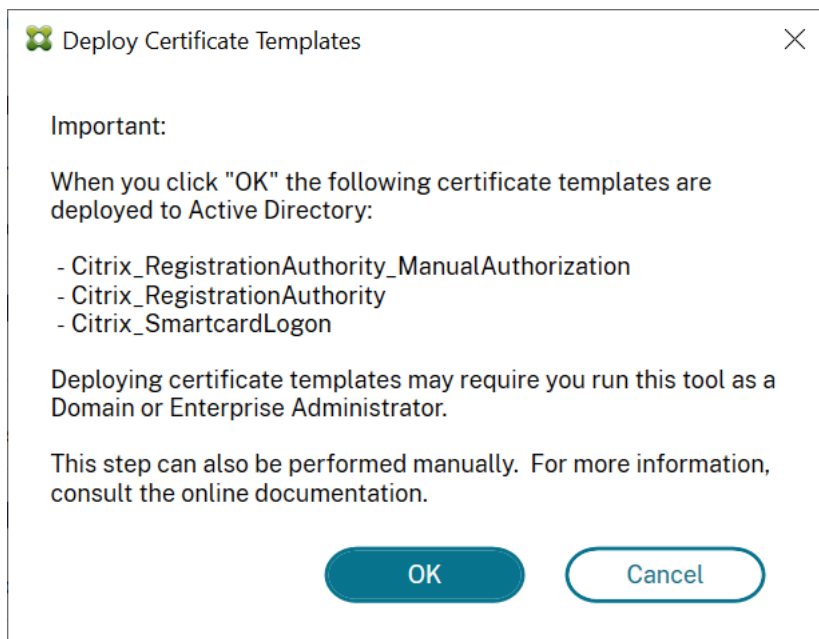 Deploy Certificate Templates
Important:
When you click "OK" the following certificate templates are
deployed to Active Directory:
- Citrix_RegistrationAuthority_ManualAuthorization
- Citrix_RegistrationAuthority
- Citrix_SmartcardLogon
Deploying certificate templates may require you run this tool as a
Domain or Enterprise Administrator.
This step can also be performed manually.  For more information,
consult the online documentation.
OK
Cancel